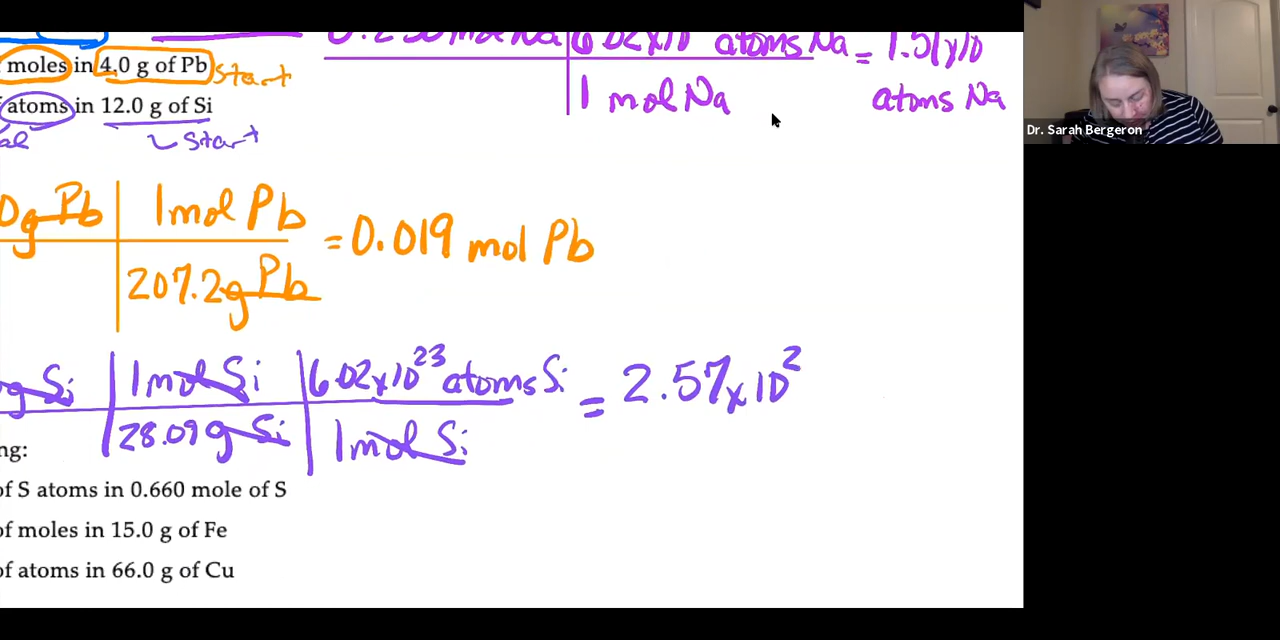 0.250 mol Na | 6.02x10 atoms Na = 1.51x10
1 mol Na atoms Na
moles in 4.0 g of Pb Start
atoms in 12.0 g of Si
Start
Dr. Sarah Bergeron
0g Pb | 1 mol Pb = 0.019 mol Pb
207.2g Pb
g Si | 1 mol Si | 6.02x10²³ atoms Si = 2.57x10²
28.09 g Si | 1 mol Si
ng:
of S atoms in 0.660 mole of S
of moles in 15.0 g of Fe
of atoms in 66.0 g of Cu